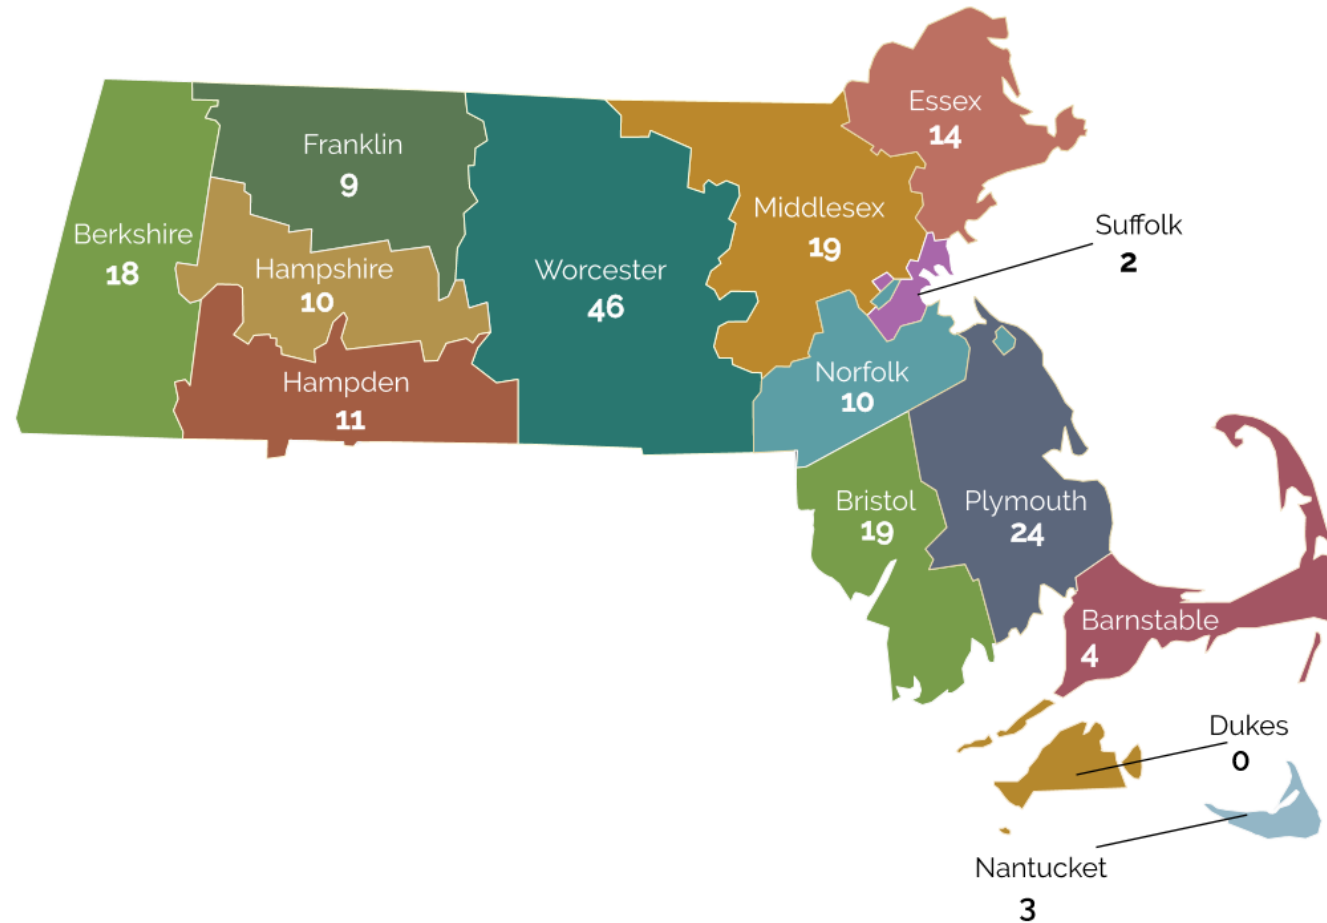 Essex
14
Franklin
9
Middlesex
19
Suffolk
2
Berkshire
18
Hampshire
10
Worcester
46
Norfolk
10
Hampden
11
Bristol
19
Plymouth
24
Barnstable
4
Dukes
0
Nantucket
3